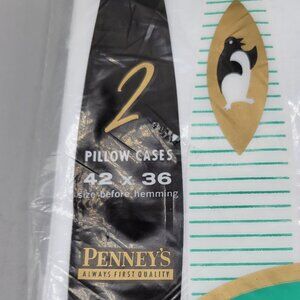 2
PILLOW CASES
42 x 36
size before hemming
PENNEY'S
ALWAYS FIRST QUALITY